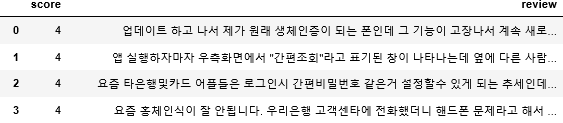 score review
0 4 업데이트 하고 나서 제가 원래 생체인증이 되는 폰인데 그 기능이 고장나서 계속 새로...
1 4 앱 실행하자마자 우측화면에서 "간편조회"라고 표기된 창이 나타나는데 옆에 다른 사람...
2 4 요즘 타은행및카드 어플들은 로그인시 간편비밀번호 같은거 설정할수 있게 되는 추세인데...
3 4 요즘 홍체인식이 잘 안됩니다. 우리은행 고객센타에 전화했더니 핸드폰 문제라고 해서 ...